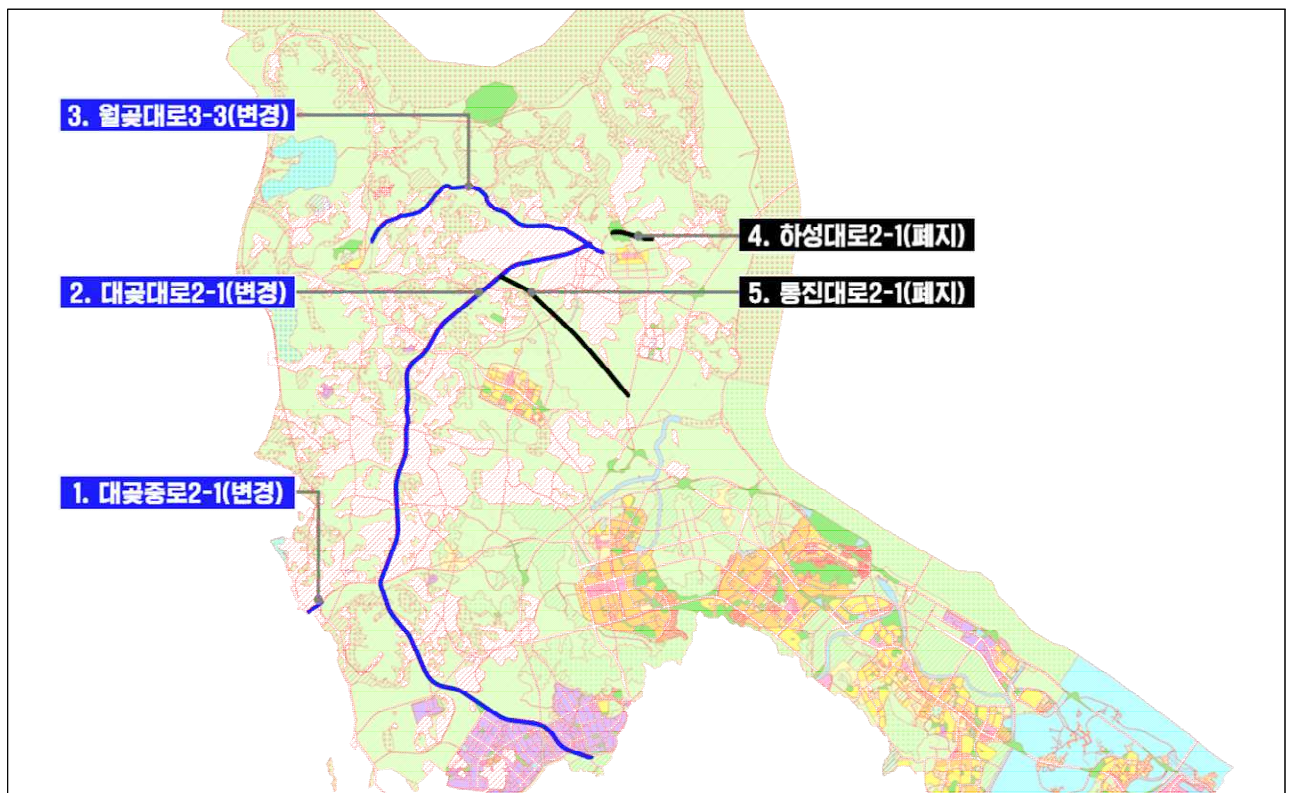 3. 월곶대로3-3(변경)
4. 하성대로2-1(폐지)
2. 대곶대로2-1(변경)
5. 통진대로2-1(폐지)
1. 대곶중로2-1(변경)